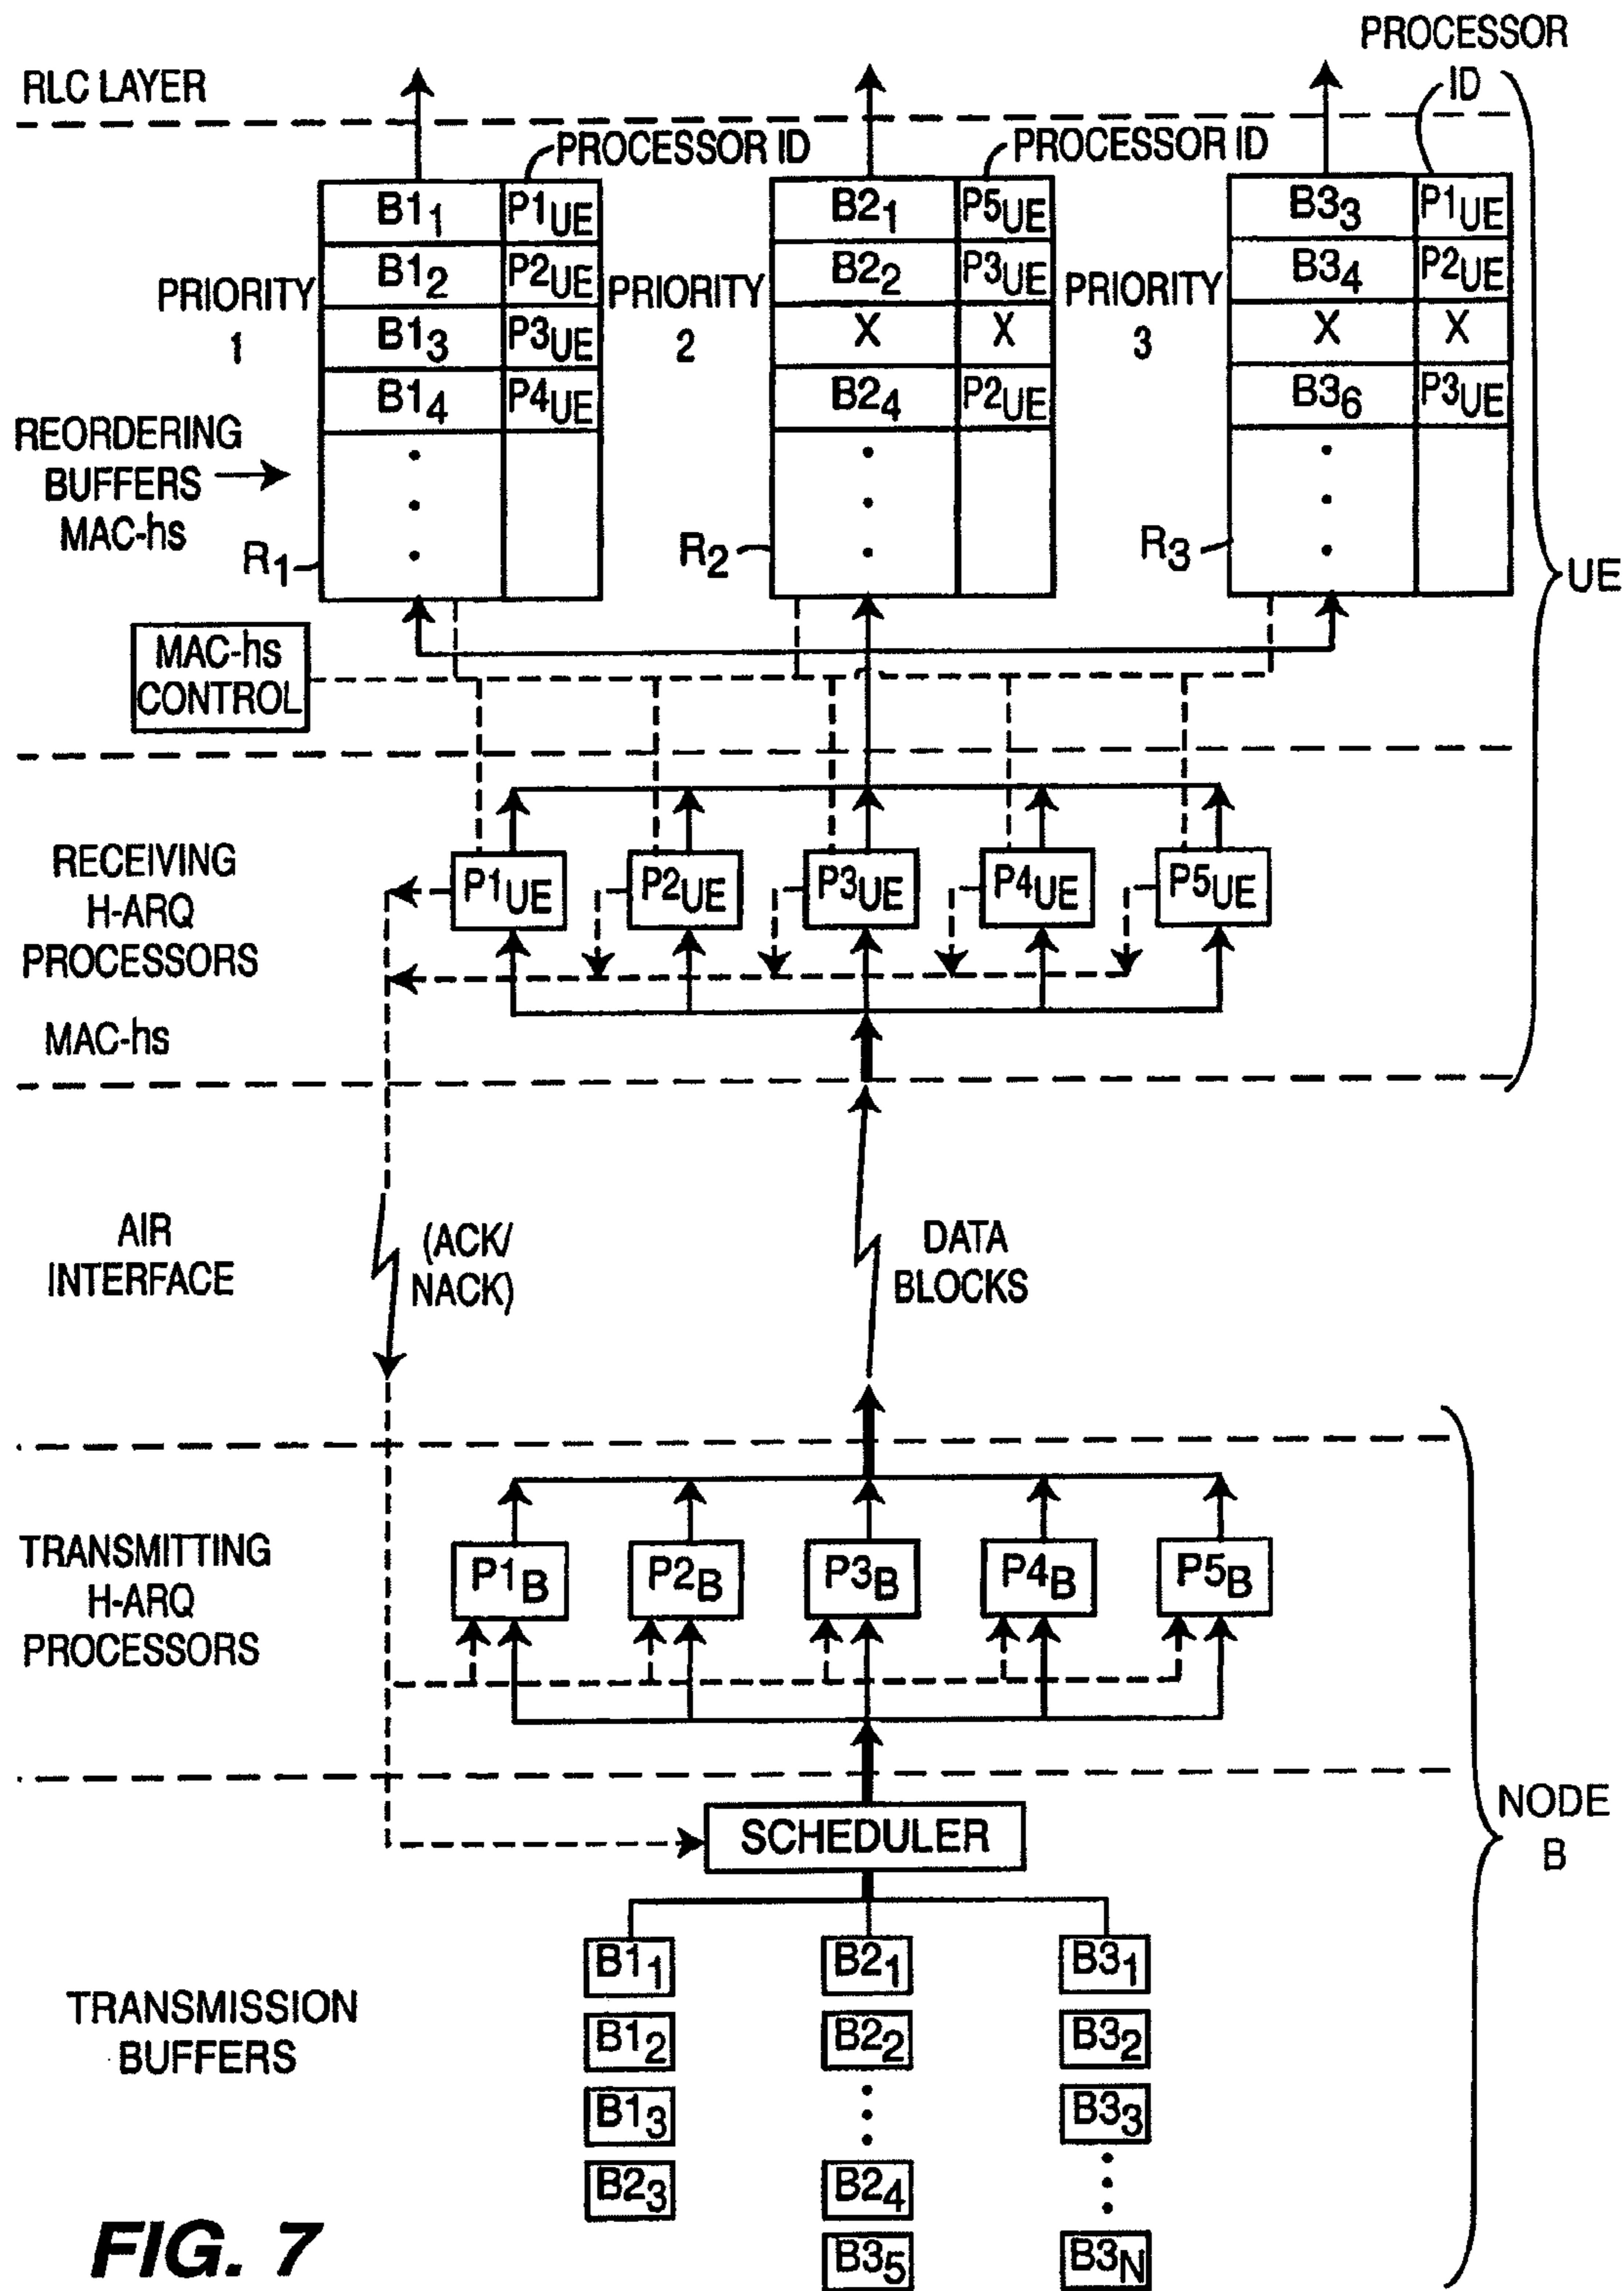 PROCESSOR
ID
RLC LAYER
PROCESSOR ID
PROCESSOR ID
B1₁ P1UE
B1₂ P2UE
B1₃ P3UE
B1₄ P4UE
PRIORITY
1
B2₁ P5UE
B2₂ P3UE
X X
B2₄ P2UE
PRIORITY
2
B3₃ P1UE
B3₄ P2UE
X X
B3₆ P3UE
PRIORITY
3
REORDERING
BUFFERS
MAC-hs
R₁
R₂
R₃
UE
MAC-hs
CONTROL
RECEIVING
H-ARQ
PROCESSORS
MAC-hs
P1UE
P2UE
P3UE
P4UE
P5UE
AIR
INTERFACE
(ACK/
NACK)
DATA
BLOCKS
TRANSMITTING
H-ARQ
PROCESSORS
P1B
P2B
P3B
P4B
P5B
SCHEDULER
NODE
B
TRANSMISSION
BUFFERS
B1₁ B2₁ B3₁
B1₂ B2₂ B3₂
B1₃ B3₃
B2₃ B2₄
B3₅ B3N
FIG. 7